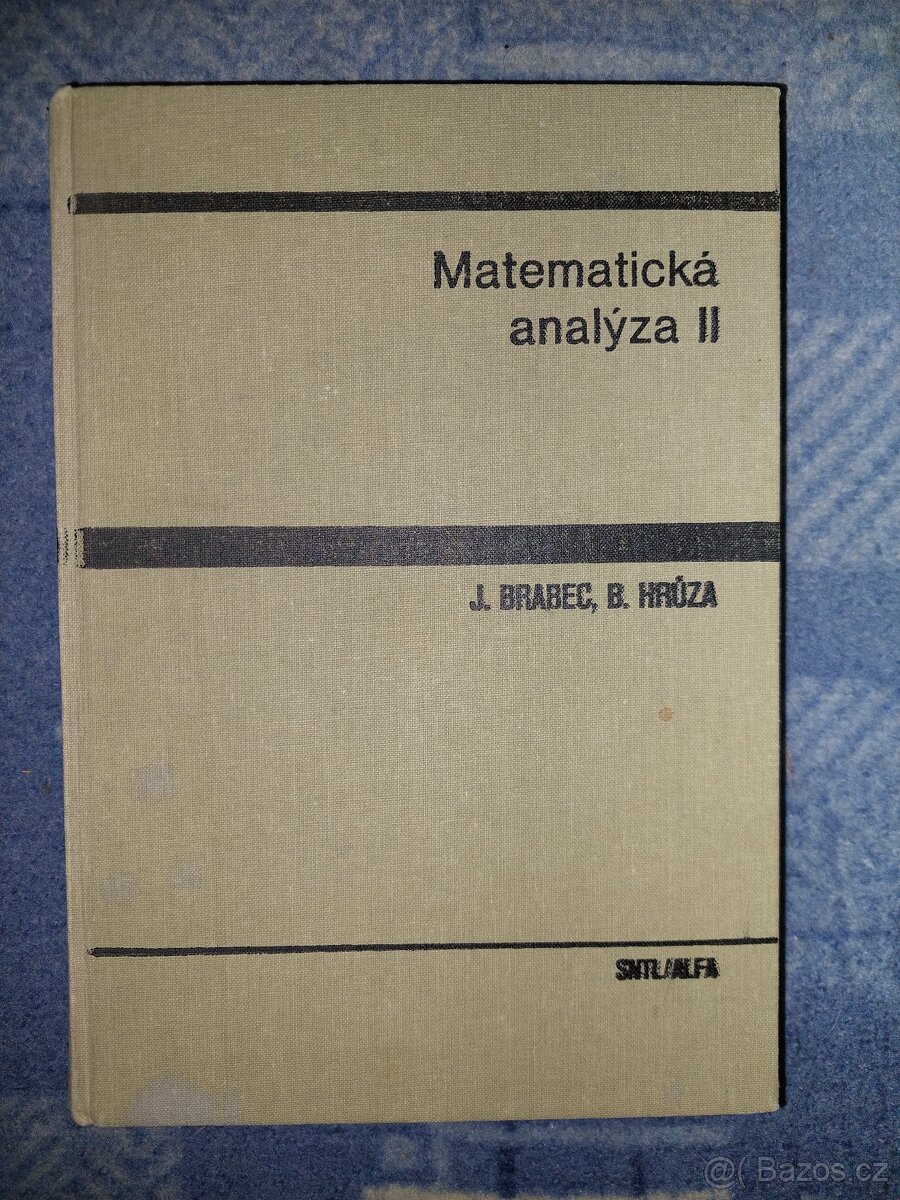 Matematická
analýza II
J. BRABEC, B. HRŮZA
SNTL/ALFA
@( Bazos.cz